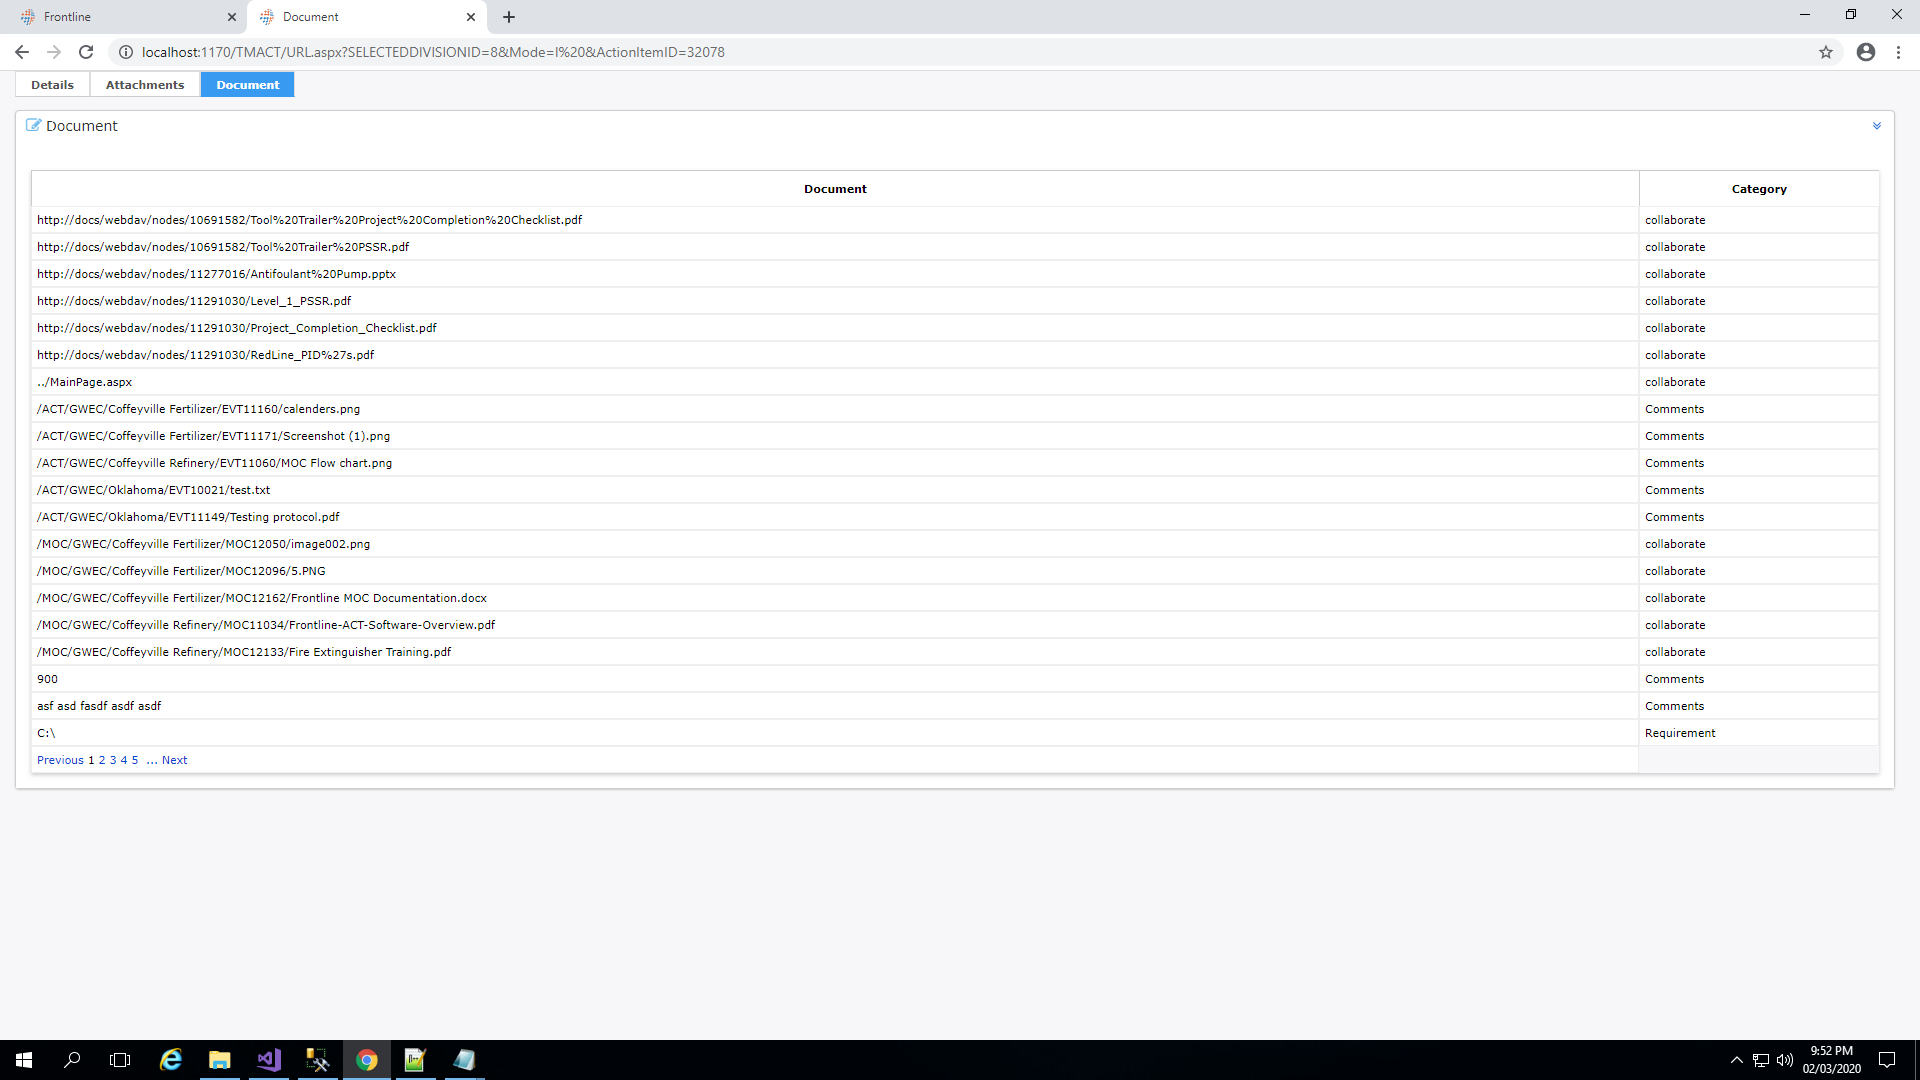 Frontline
Document
localhost:1170/TMACT/URL.aspx?SELECTEDDIVISIONID=8&Mode=I%20&ActionItemID=32078
Details Attachments Document
Document
Document Category
http://docs/webdav/nodes/10691582/Tool%20Trailer%20Project%20Completion%20Checklist.pdf collaborate
http://docs/webdav/nodes/10691582/Tool%20Trailer%20PSSR.pdf collaborate
http://docs/webdav/nodes/11277016/Antifoulant%20Pump.pptx collaborate
http://docs/webdav/nodes/11291030/Level_1_PSSR.pdf collaborate
http://docs/webdav/nodes/11291030/Project_Completion_Checklist.pdf collaborate
http://docs/webdav/nodes/11291030/RedLine_PID%27s.pdf collaborate
../MainPage.aspx collaborate
/ACT/GWEC/Coffeyville Fertilizer/EVT11160/calenders.png Comments
/ACT/GWEC/Coffeyville Fertilizer/EVT11171/Screenshot (1).png Comments
/ACT/GWEC/Coffeyville Refinery/EVT11060/MOC Flow chart.png Comments
/ACT/GWEC/Oklahoma/EVT10021/test.txt Comments
/ACT/GWEC/Oklahoma/EVT11149/Testing protocol.pdf Comments
/MOC/GWEC/Coffeyville Fertilizer/MOC12050/image002.png collaborate
/MOC/GWEC/Coffeyville Fertilizer/MOC12096/5.PNG collaborate
/MOC/GWEC/Coffeyville Fertilizer/MOC12162/Frontline MOC Documentation.docx collaborate
/MOC/GWEC/Coffeyville Refinery/MOC11034/Frontline-ACT-Software-Overview.pdf collaborate
/MOC/GWEC/Coffeyville Refinery/MOC12133/Fire Extinguisher Training.pdf collaborate
900 Comments
asf asd fasdf asdf asdf Comments
C:\ Requirement
Previous 1 2 3 4 5 ... Next
9:52 PM
02/03/2020